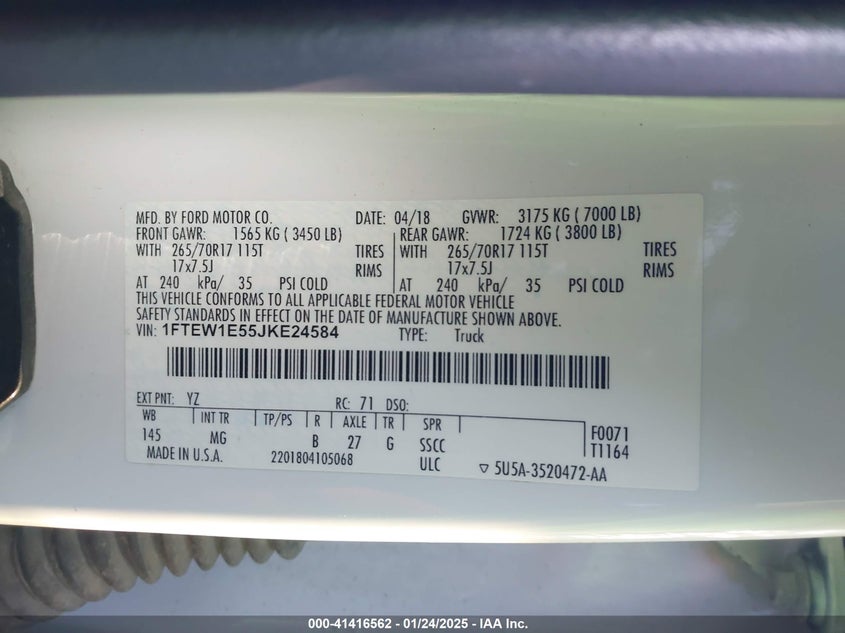 MFD. BY FORD MOTOR CO. DATE: 04/18 GVWR: 3175 KG ( 7000 LB)
FRONT GAWR: 1565 KG ( 3450 LB) REAR GAWR: 1724 KG ( 3800 LB)
WITH 265/70R17 115T TIRES WITH 265/70R17 115T TIRES
17x7.5J RIMS 17x7.5J RIMS
AT 240 kPa/ 35 PSI COLD AT 240 kPa/ 35 PSI COLD
THIS VEHICLE CONFORMS TO ALL APPLICABLE FEDERAL MOTOR VEHICLE
SAFETY STANDARDS IN EFFECT ON THE DATE OF MANUFACTURE SHOWN ABOVE.
VIN: 1FTEW1E55JKE24584 TYPE: Truck
EXT PNT: YZ RC: 71 DSO:
WB INT TR TP/PS R AXLE TR SPR
145 MG B 27 G SSCC F0071
ULC T1164
MADE IN U.S.A. 2201804105068 5U5A-3520472-AA
000-41416562 - 01/24/2025 - IAA Inc.